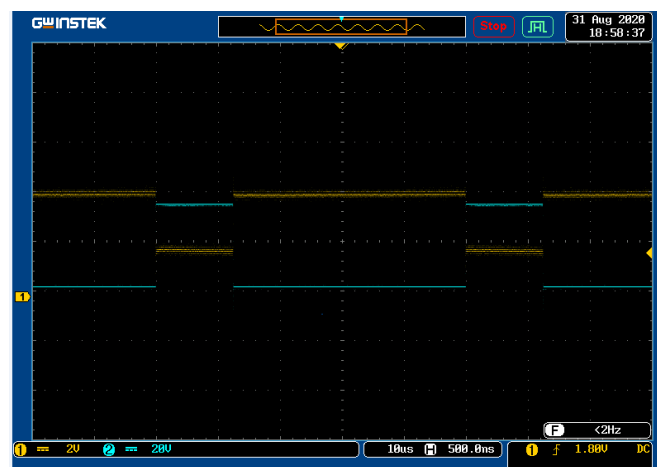 GWINSTEK
Stop
31 Aug 2020
18:58:37
1
F <2Hz
1 2V 2 20V
10us H 500.0ns
1 1.80V DC